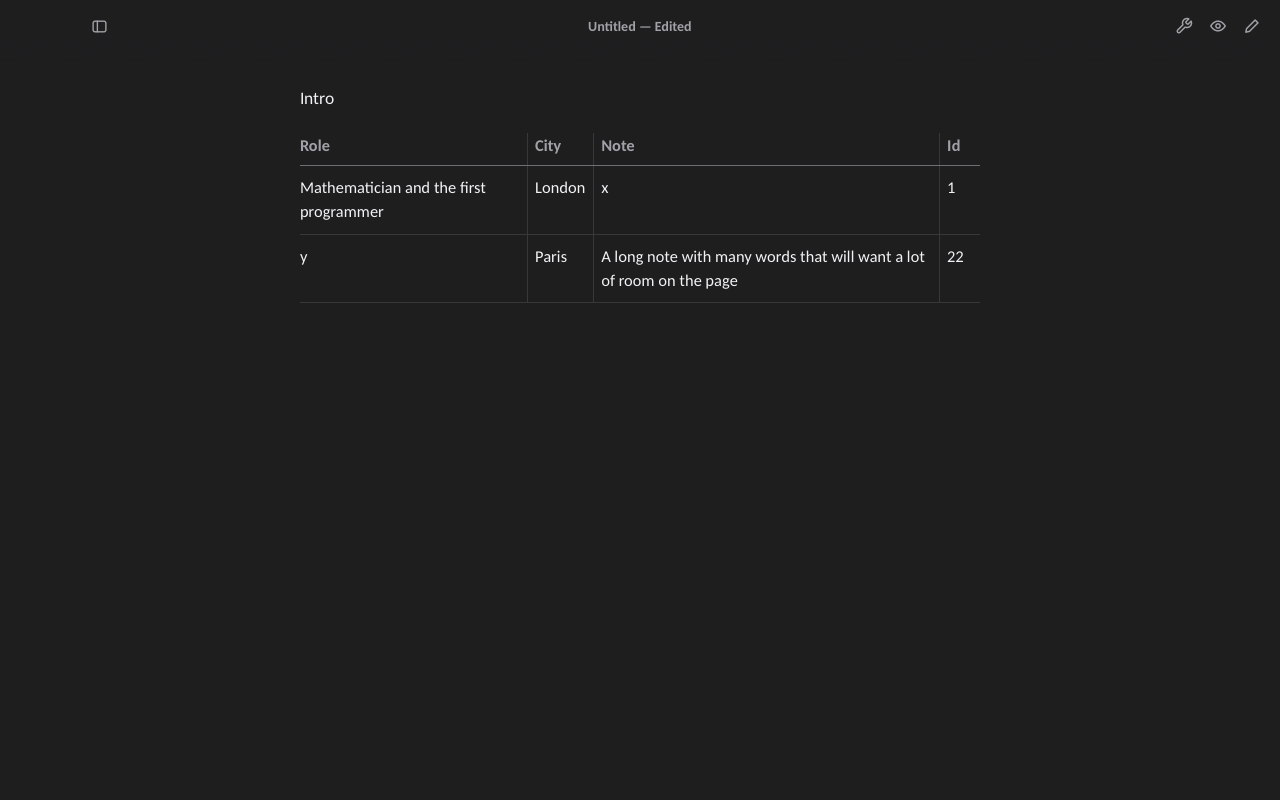 Untitled — Edited
Intro
Role City Note Id
Mathematician and the first programmer London x 1
y Paris A long note with many words that will want a lot of room on the page 22